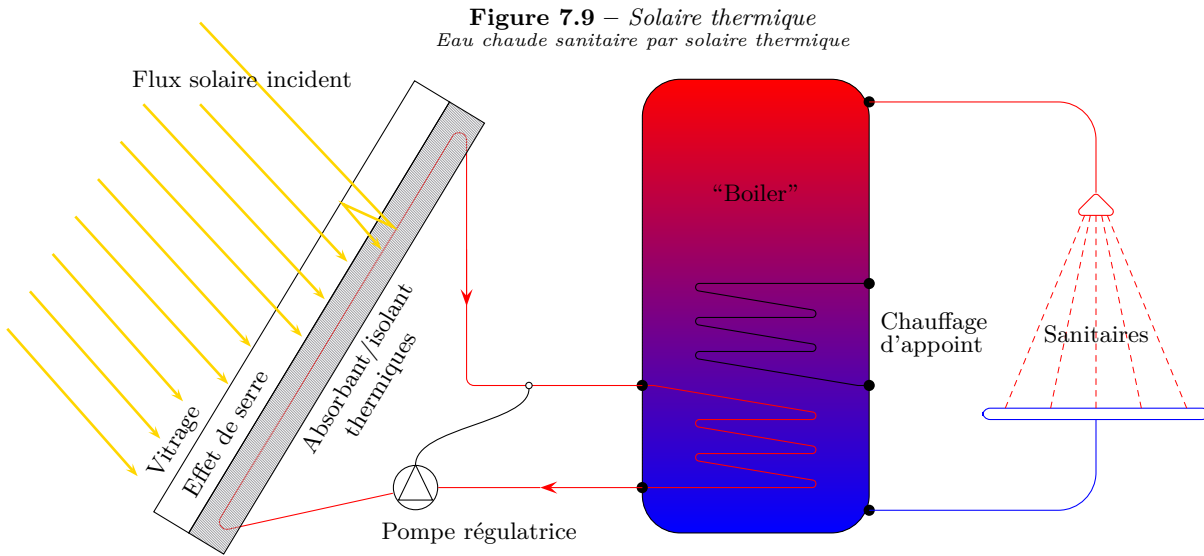 Figure 7.9 – Solaire thermique
Eau chaude sanitaire par solaire thermique
Flux solaire incident
“Boiler”
Chauffage
d'appoint
Sanitaires
Vitrage
Effet de serre
Absorbant/isolant
thermiques
Pompe régulatrice